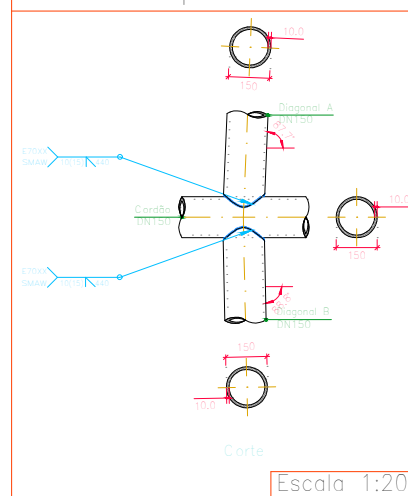 10.0
150
Diagonal A
DN150
E70XX
SMAW
Cordão
DN150
10.0
150
E70XX
SMAW
Diagonal B
DN150
150
10.0
Corte
Escala 1:20